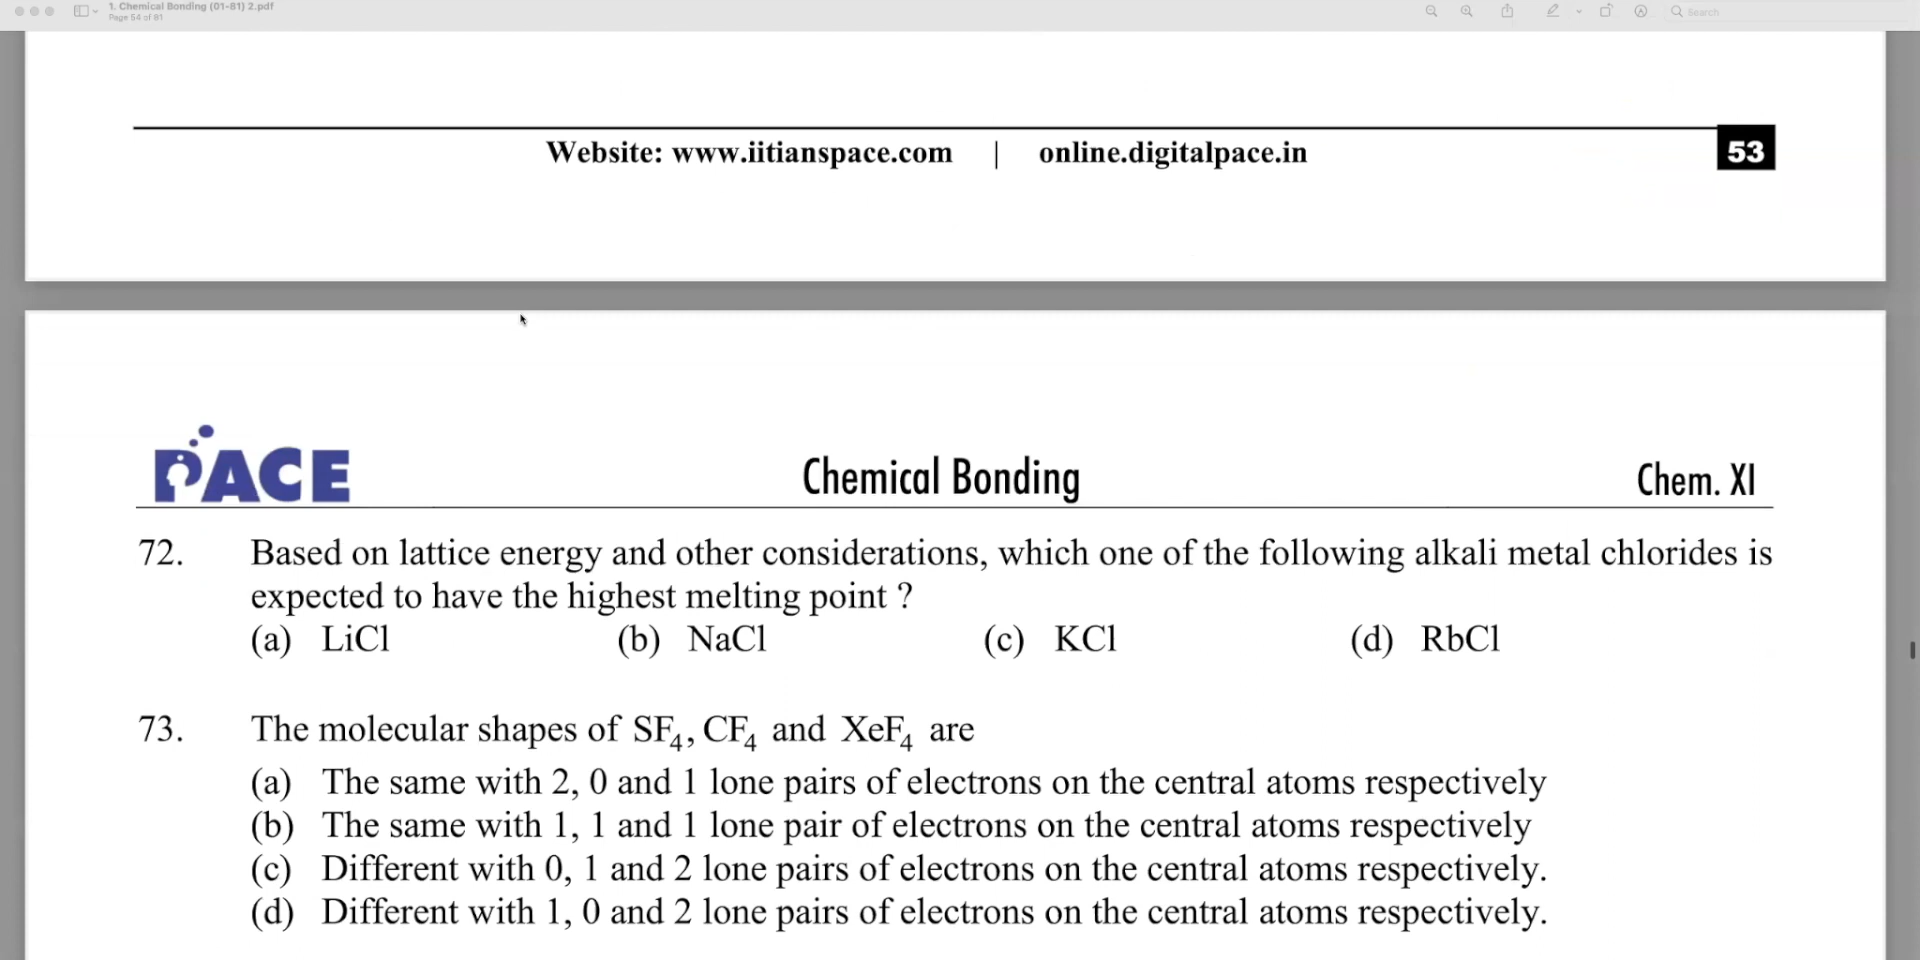 1. Chemical Bonding (01-81) 2.pdf
Page 54 of 81
Search
Website: www.iitianspace.com | online.digitalpace.in
53
PACE
Chemical Bonding
Chem. XI
72. Based on lattice energy and other considerations, which one of the following alkali metal chlorides is
expected to have the highest melting point ?
(a) LiCl (b) NaCl (c) KCl (d) RbCl
73. The molecular shapes of SF₄, CF₄ and XeF₄ are
(a) The same with 2, 0 and 1 lone pairs of electrons on the central atoms respectively
(b) The same with 1, 1 and 1 lone pair of electrons on the central atoms respectively
(c) Different with 0, 1 and 2 lone pairs of electrons on the central atoms respectively.
(d) Different with 1, 0 and 2 lone pairs of electrons on the central atoms respectively.